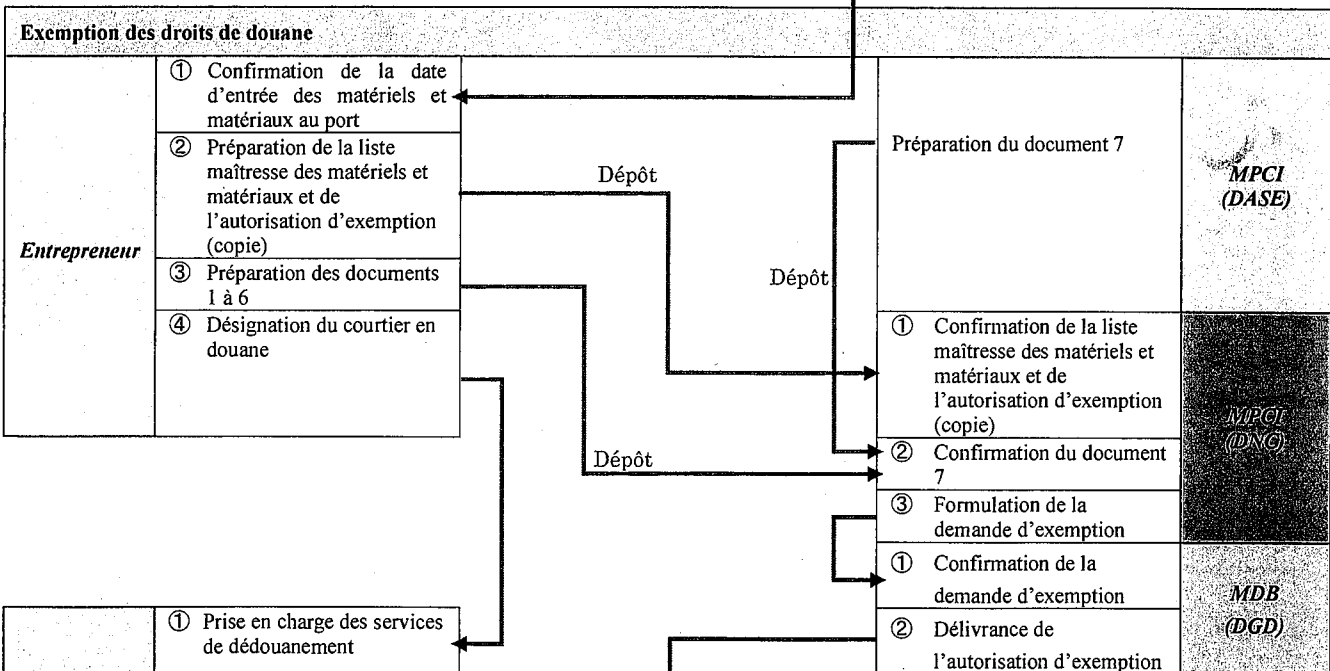 Exemption des droits de douane
Entrepreneur
① Confirmation de la date
d'entrée des matériels et
matériaux au port
② Préparation de la liste
maîtresse des matériels et
matériaux et de
l'autorisation d'exemption
(copie)
③ Préparation des documents
1 à 6
④ Désignation du courtier en
douane
Dépôt
Dépôt
Dépôt
Préparation du document 7
MPCI
(DASE)
① Confirmation de la liste
maîtresse des matériels et
matériaux et de
l'autorisation d'exemption
(copie)
② Confirmation du document
7
③ Formulation de la
demande d'exemption
MPCI
(DNC)
① Confirmation de la
demande d'exemption
② Délivrance de
l'autorisation d'exemption
MDB
(DGD)
① Prise en charge des services
de dédouanement